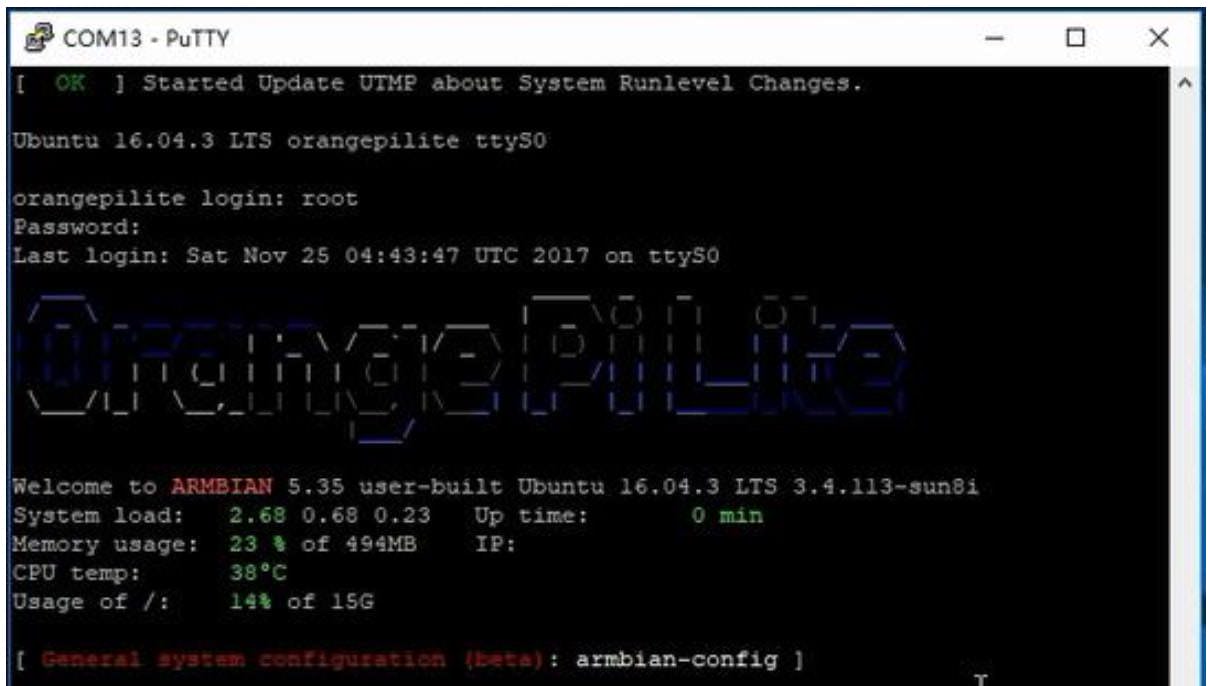 COM13 - PuTTY
[  OK  ] Started Update UTMP about System Runlevel Changes.
Ubuntu 16.04.3 LTS orangepilite ttyS0
orangepilite login: root
Password:
Last login: Sat Nov 25 04:43:47 UTC 2017 on ttyS0
OrangePiLite
Welcome to ARMBIAN 5.35 user-built Ubuntu 16.04.3 LTS 3.4.113-sun8i
System load:   2.68 0.68 0.23   Up time:       0 min
Memory usage:  23 % of 494MB    IP:
CPU temp:      38°C
Usage of /:    14% of 15G
[ General system configuration (beta): armbian-config ]